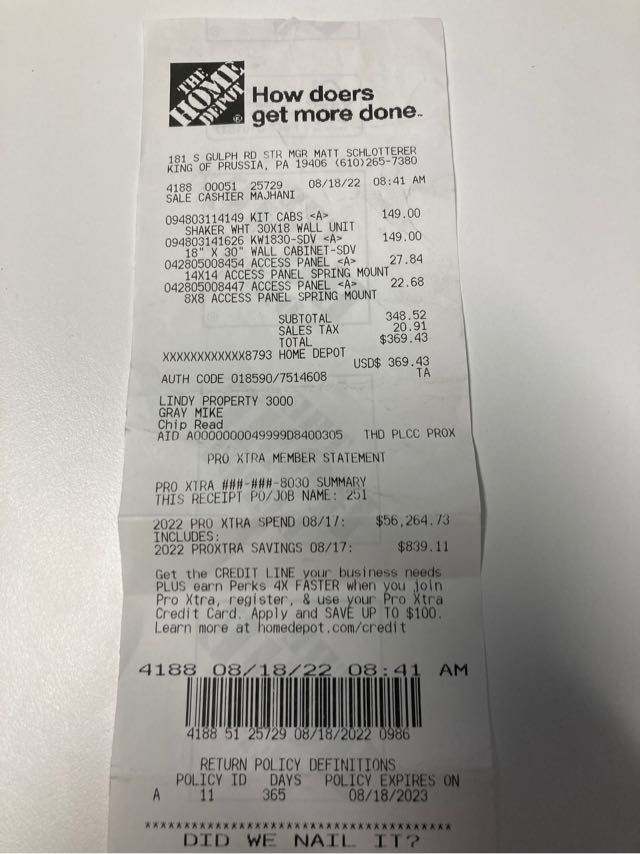 THE
HOME
DEPOT
How doers
get more done.™
181 S GULPH RD STR MGR MATT SCHLOTTERER
KING OF PRUSSIA, PA 19406 (610)265-7380
4188 00051 25729 08/18/22 08:41 AM
SALE CASHIER MAJHANI
094803114149 KIT CABS <A> 149.00
SHAKER WHT 30X18 WALL UNIT
094803141626 KW1830-SDV <A> 149.00
18" X 30" WALL CABINET-SDV
042805008454 ACCESS PANEL <A> 27.84
14X14 ACCESS PANEL SPRING MOUNT
042805008447 ACCESS PANEL <A> 22.68
8X8 ACCESS PANEL SPRING MOUNT
SUBTOTAL 348.52
SALES TAX 20.91
TOTAL $369.43
XXXXXXXXXXXX8793 HOME DEPOT
USD$ 369.43
AUTH CODE 018590/7514608 TA
LINDY PROPERTY 3000
GRAY MIKE
Chip Read
AID A0000000049999D8400305 THD PLCC PROX
PRO XTRA MEMBER STATEMENT
PRO XTRA ###-###-8030 SUMMARY
THIS RECEIPT PO/JOB NAME: 251
2022 PRO XTRA SPEND 08/17: $56,264.73
INCLUDES:
2022 PROXTRA SAVINGS 08/17: $839.11
Get the CREDIT LINE your business needs
PLUS earn Perks 4X FASTER when you join
Pro Xtra, register, & use your Pro Xtra
Credit Card. Apply and SAVE UP TO $100.
Learn more at homedepot.com/credit
4188 08/18/22 08:41 AM
4188 51 25729 08/18/2022 0986
RETURN POLICY DEFINITIONS
POLICY ID DAYS POLICY EXPIRES ON
A 11 365 08/18/2023
****************************************
DID WE NAIL IT?